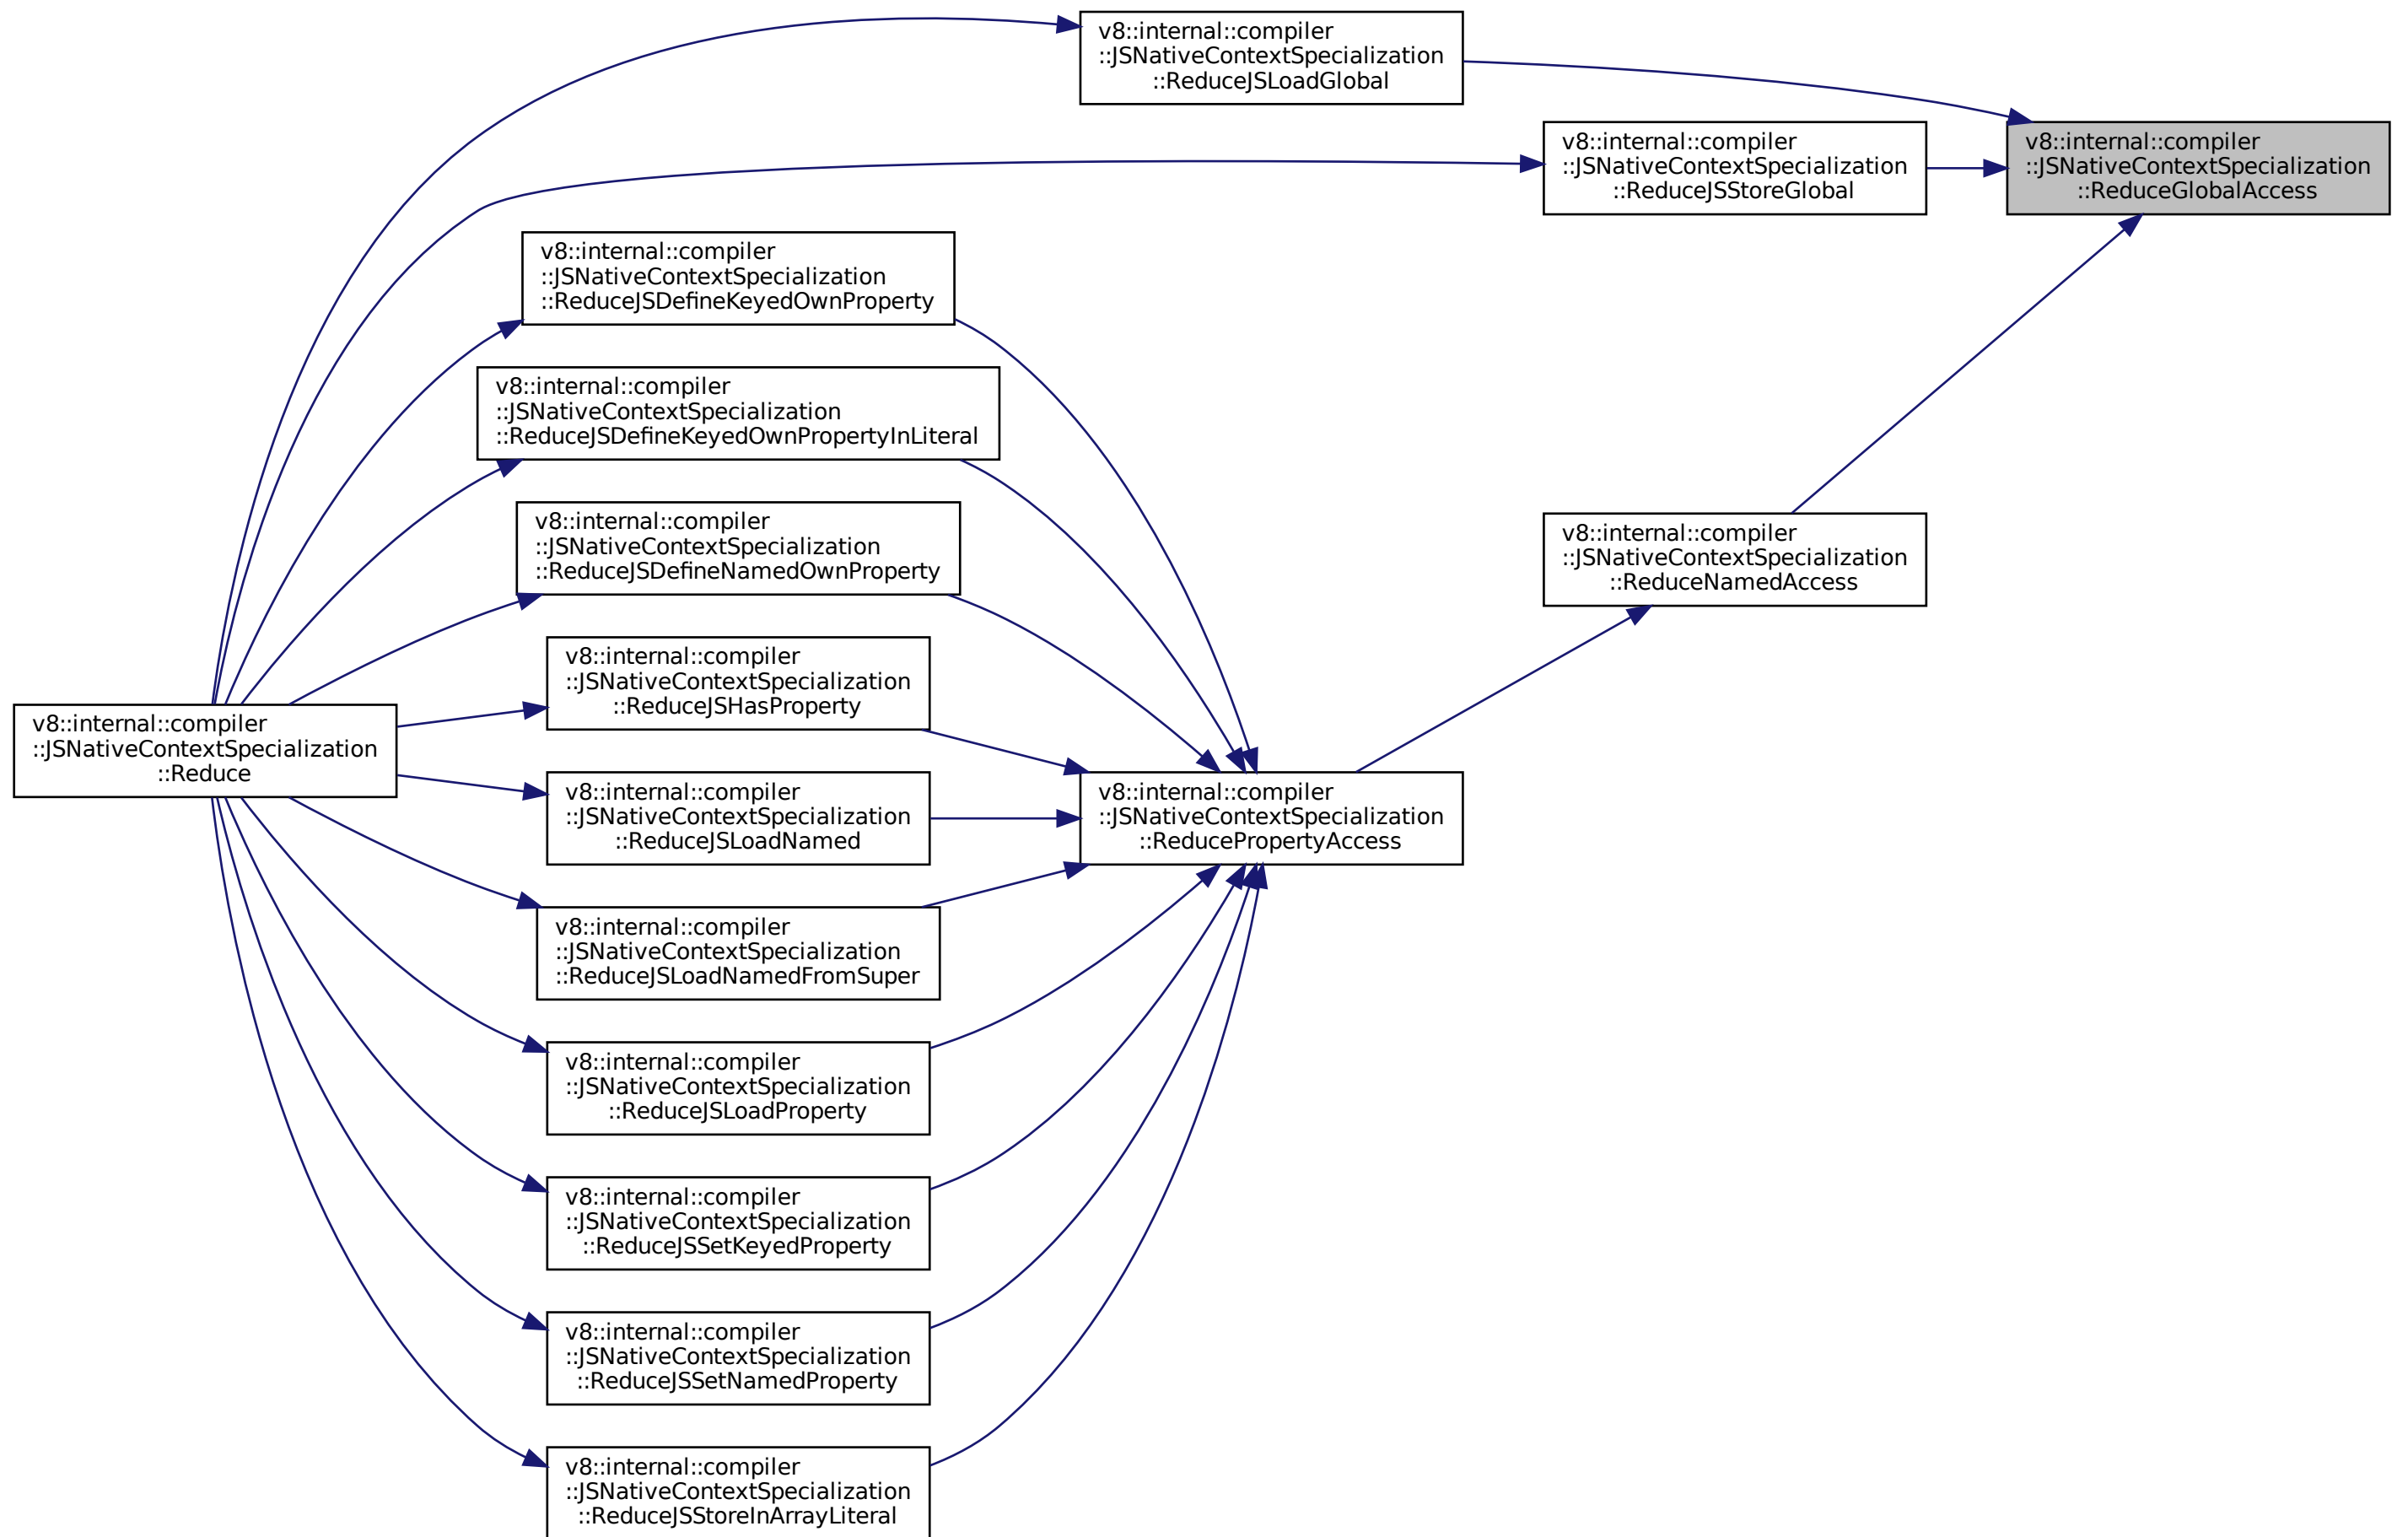 v8::internal::compiler
::JSNativeContextSpecialization
::ReduceJSLoadGlobal
v8::internal::compiler
::JSNativeContextSpecialization
::ReduceJSStoreGlobal
v8::internal::compiler
::JSNativeContextSpecialization
::ReduceGlobalAccess
v8::internal::compiler
::JSNativeContextSpecialization
::ReduceJSDefineKeyedOwnProperty
v8::internal::compiler
::JSNativeContextSpecialization
::ReduceJSDefineKeyedOwnPropertyInLiteral
v8::internal::compiler
::JSNativeContextSpecialization
::ReduceJSDefineNamedOwnProperty
v8::internal::compiler
::JSNativeContextSpecialization
::ReduceNamedAccess
v8::internal::compiler
::JSNativeContextSpecialization
::ReduceJSHasProperty
v8::internal::compiler
::JSNativeContextSpecialization
::Reduce
v8::internal::compiler
::JSNativeContextSpecialization
::ReduceJSLoadNamed
v8::internal::compiler
::JSNativeContextSpecialization
::ReducePropertyAccess
v8::internal::compiler
::JSNativeContextSpecialization
::ReduceJSLoadNamedFromSuper
v8::internal::compiler
::JSNativeContextSpecialization
::ReduceJSLoadProperty
v8::internal::compiler
::JSNativeContextSpecialization
::ReduceJSSetKeyedProperty
v8::internal::compiler
::JSNativeContextSpecialization
::ReduceJSSetNamedProperty
v8::internal::compiler
::JSNativeContextSpecialization
::ReduceJSStoreInArrayLiteral